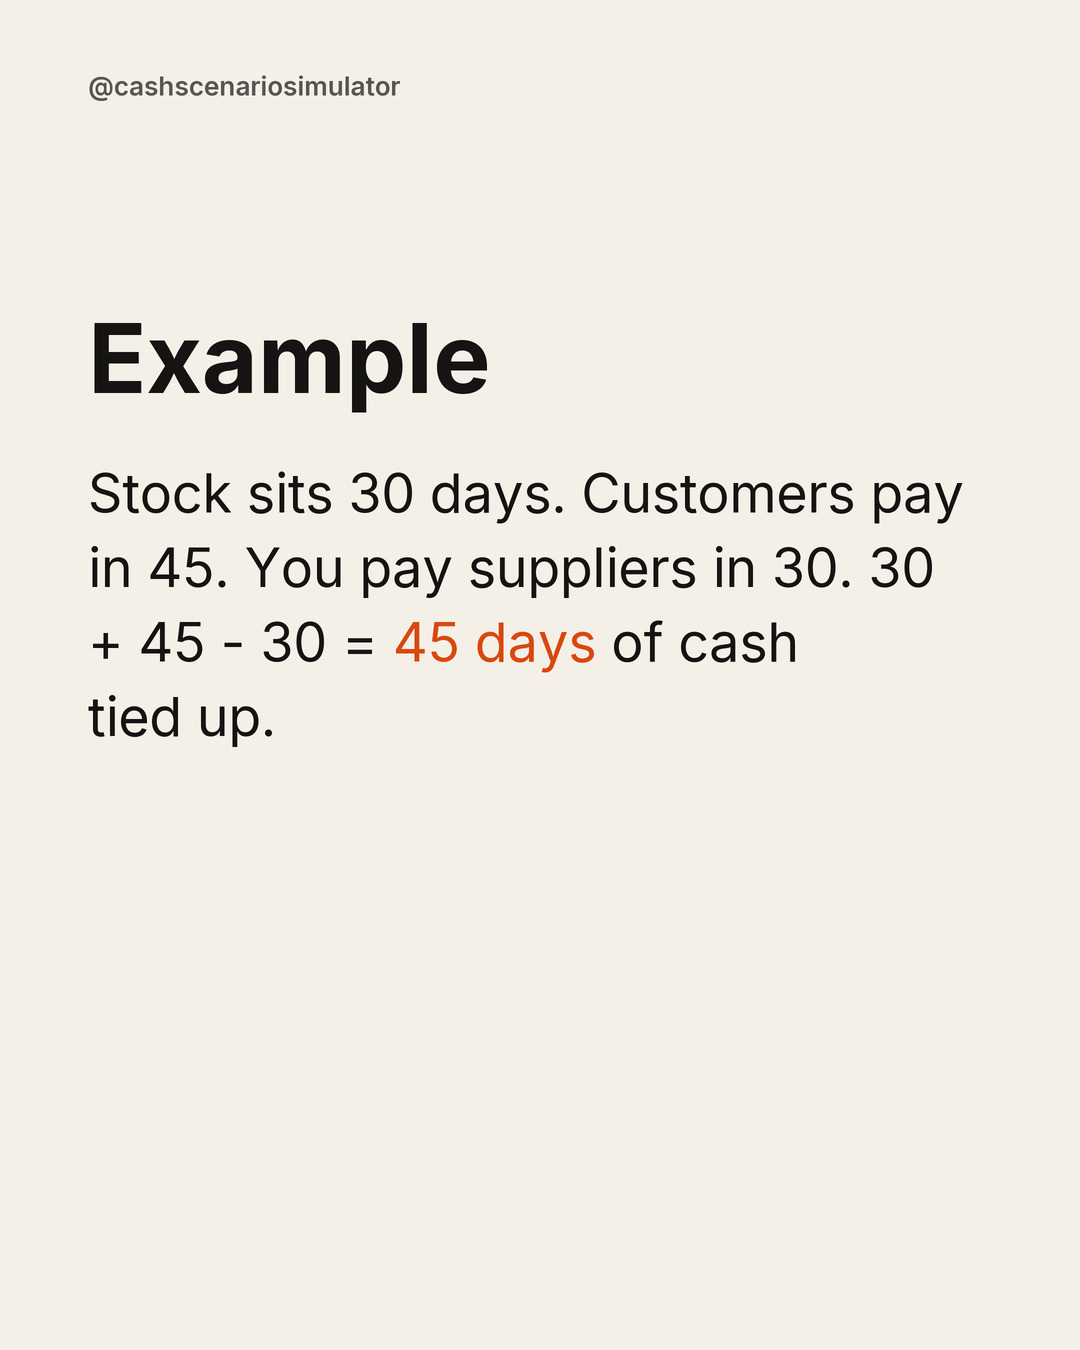 @cashscenariosimulator
Example
Stock sits 30 days. Customers pay
in 45. You pay suppliers in 30. 30
+ 45 - 30 = 45 days of cash
tied up.